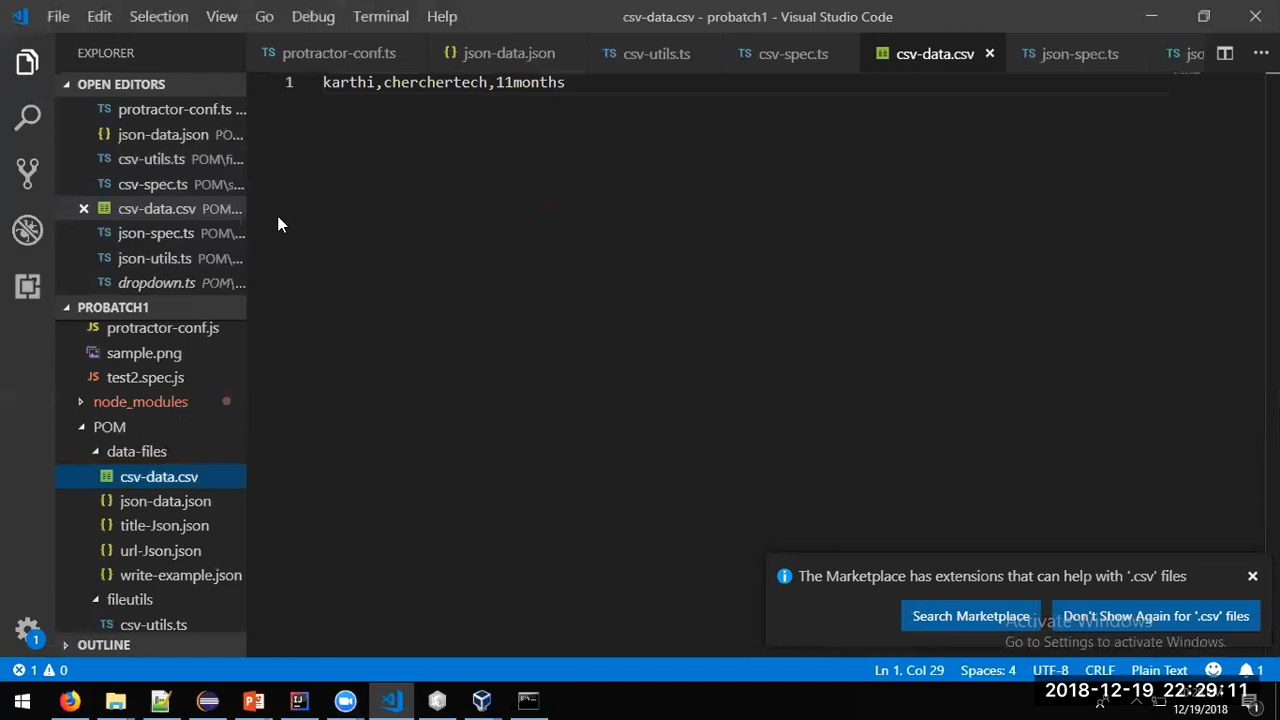 File Edit Selection View Go Debug Terminal Help
csv-data.csv - probatch1 - Visual Studio Code
EXPLORER
protractor-conf.ts json-data.json csv-utils.ts csv-spec.ts csv-data.csv json-spec.ts jso
OPEN EDITORS
protractor-conf.ts ...
json-data.json PO...
csv-utils.ts POM\fi...
csv-spec.ts POM\s...
csv-data.csv POM...
json-spec.ts POM\...
json-utils.ts POM\...
dropdown.ts POM\...
1 karthi,cherchertech,11months
PROBATCH1
protractor-conf.js
sample.png
test2.spec.js
node_modules
POM
data-files
csv-data.csv
json-data.json
title-Json.json
url-Json.json
write-example.json
fileutils
csv-utils.ts
OUTLINE
The Marketplace has extensions that can help with '.csv' files
Search Marketplace Don't Show Again for '.csv' files
Activate Windows
Go to Settings to activate Windows.
1 0 Ln 1, Col 29 Spaces: 4 UTF-8 CRLF Plain Text 1
2018-12-19 22:29:11
12/19/2018